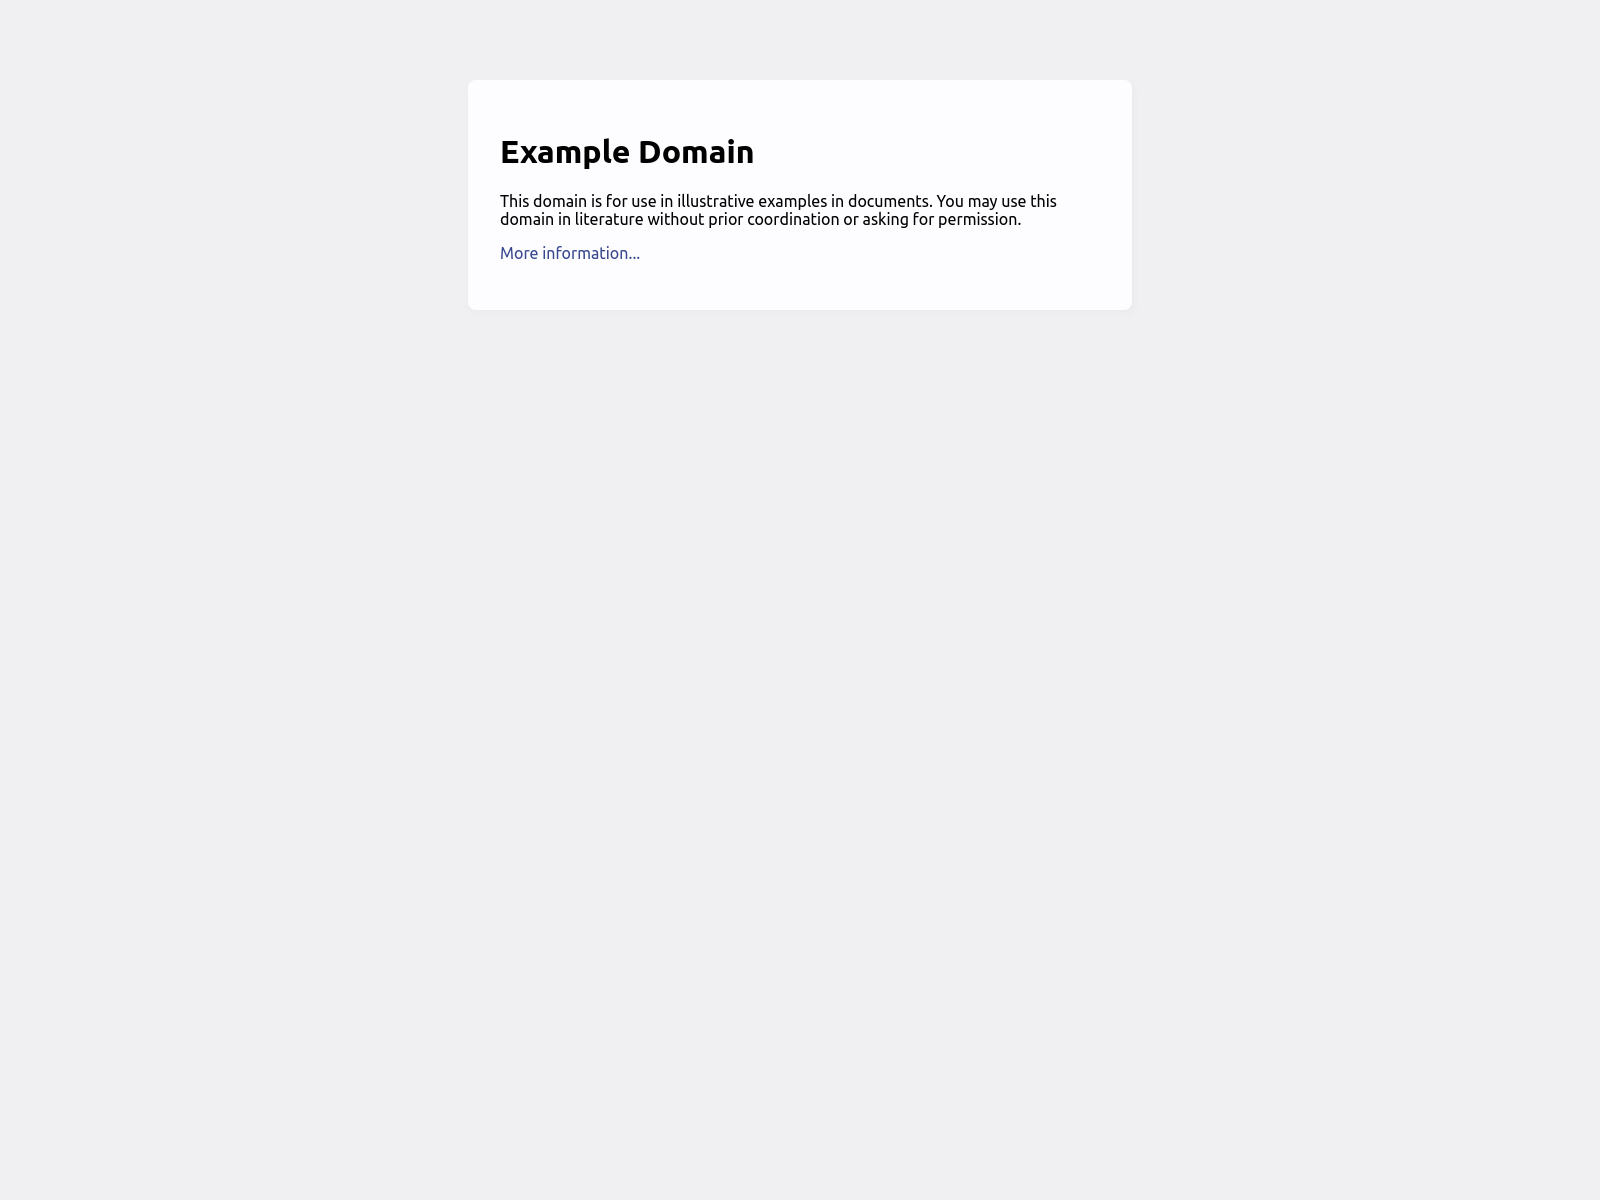 Example Domain
This domain is for use in illustrative examples in documents. You may use this
domain in literature without prior coordination or asking for permission.
More information...